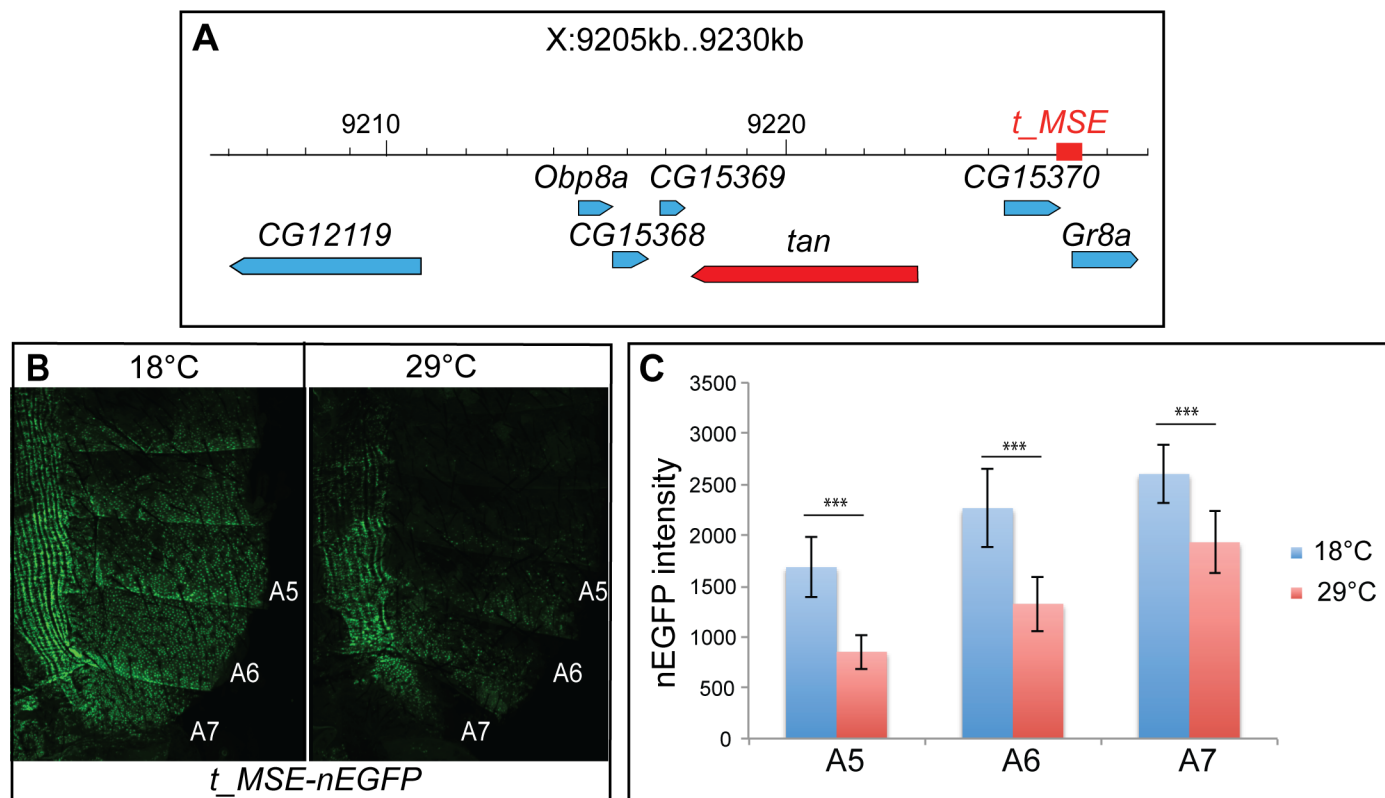 A
X:9205kb..9230kb
9210
9220
t_MSE
Obp8a
CG15369
CG15370
CG12119
CG15368
tan
Gr8a
B
18°C
29°C
A5
A6
A7
A5
A6
A7
t_MSE-nEGFP
C
nEGFP intensity
3500
3000
2500
2000
1500
1000
500
0
***
***
***
A5
A6
A7
18°C
29°C